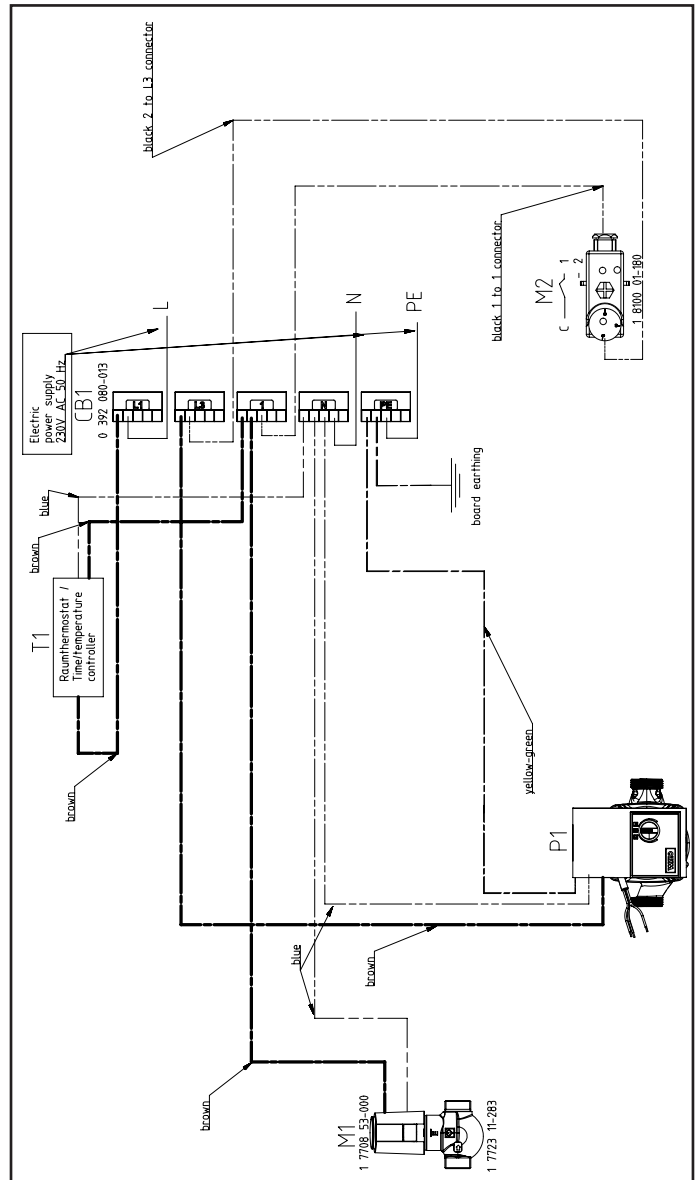 black 2 to L3 connector
black 1 to 1 connector
L
N
PE
M2
C
1
2
1 8100 01-180
Electric
power supply
230V AC 50 Hz
CB1
0 392 080-013
L1
L3
1
N
PE
board earthing
blue
brown
T1
Raumthermostat /
Time/temperature
controller
brown
yellow-green
P1
blue
brown
brown
M1
1 7708 53-000
1 7723 11-283